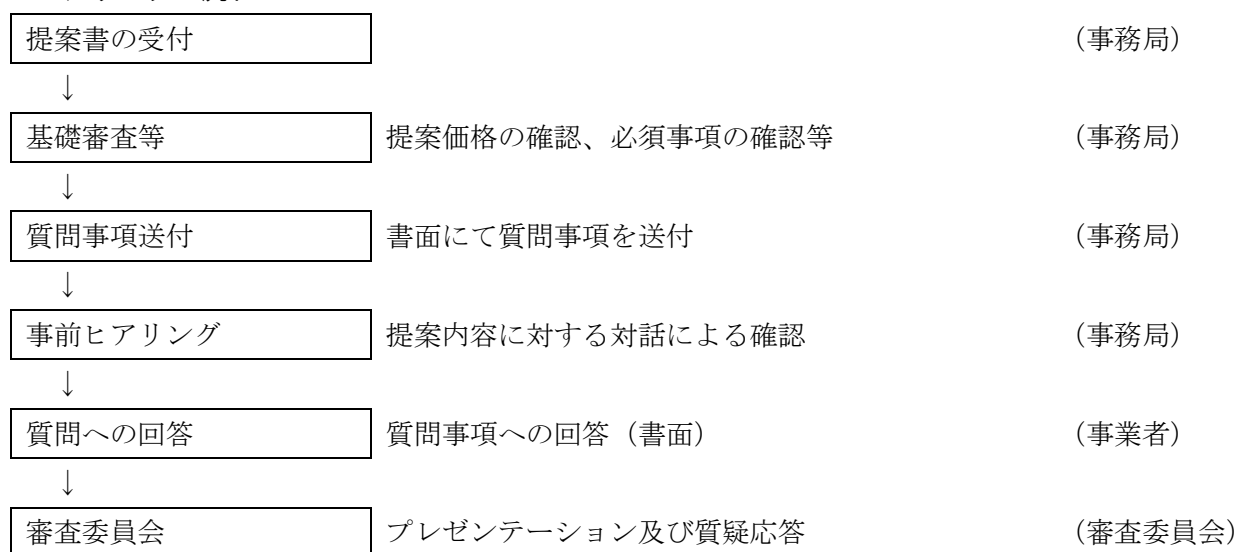 提案書の受付 （事務局）
↓
基礎審査等 提案価格の確認、必須事項の確認等 （事務局）
↓
質問事項送付 書面にて質問事項を送付 （事務局）
↓
事前ヒアリング 提案内容に対する対話による確認 （事務局）
↓
質問への回答 質問事項への回答（書面） （事業者）
↓
審査委員会 プレゼンテーション及び質疑応答 （審査委員会）